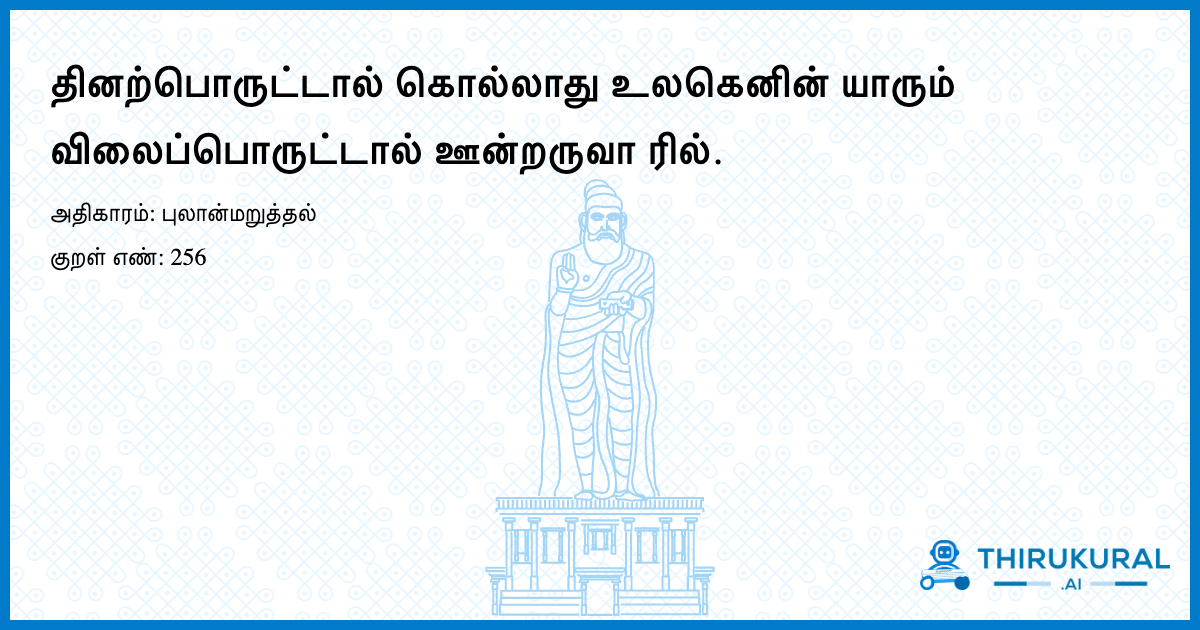 தினற்பொருட்டால் கொல்லாது உலகெனின் யாரும்
விலைப்பொருட்டால் ஊன்றருவா ரில்.
அதிகாரம்: புலான்மறுத்தல்
குறள் எண்: 256
THIRUKURAL
.AI